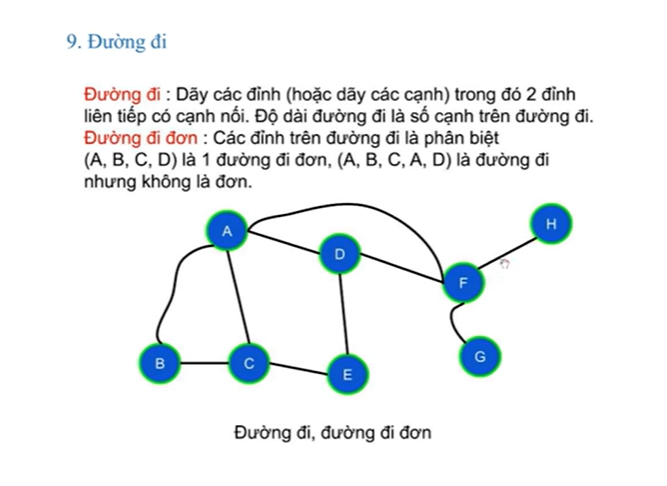 9. Đường đi
Đường đi : Dãy các đỉnh (hoặc dãy các cạnh) trong đó 2 đỉnh
liên tiếp có cạnh nối. Độ dài đường đi là số cạnh trên đường đi.
Đường đi đơn : Các đỉnh trên đường đi là phân biệt
(A, B, C, D) là 1 đường đi đơn, (A, B, C, A, D) là đường đi
nhưng không là đơn.
H
A
D
F
B
C
E
G
Đường đi, đường đi đơn